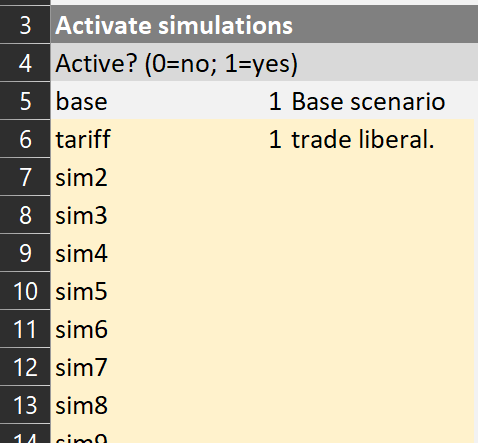 3 Activate simulations
4 Active? (0=no; 1=yes)
5 base 1 Base scenario
6 tariff 1 trade liberal.
7 sim2
8 sim3
9 sim4
10 sim5
11 sim6
12 sim7
13 sim8
14 sim9